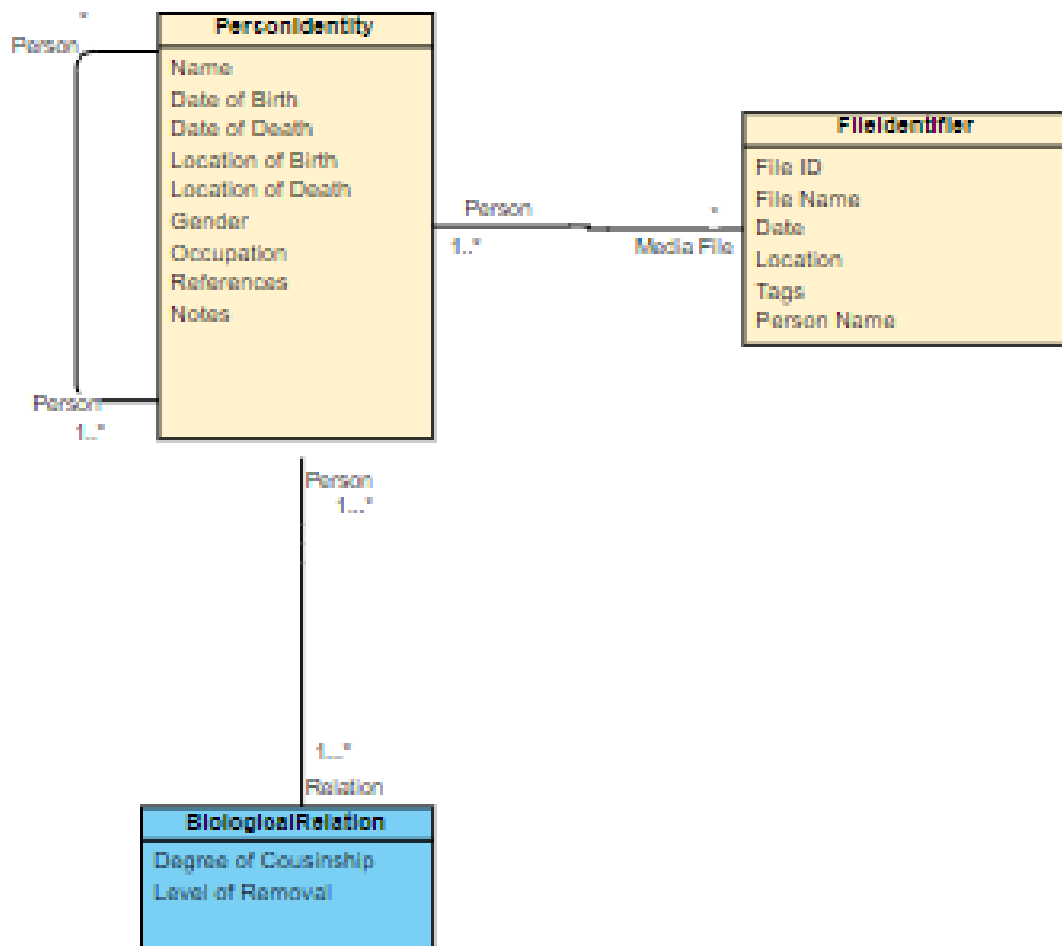 *
Person
PersonIdentity
Name
Date of Birth
Date of Death
Location of Birth
Location of Death
Gender
Occupation
References
Notes
Person
1..*
Person
1..*
*
Media File
FileIdentifier
File ID
File Name
Date
Location
Tags
Person Name
Person
1...*
1...*
Relation
BiologicalRelation
Degree of Cousinship
Level of Removal